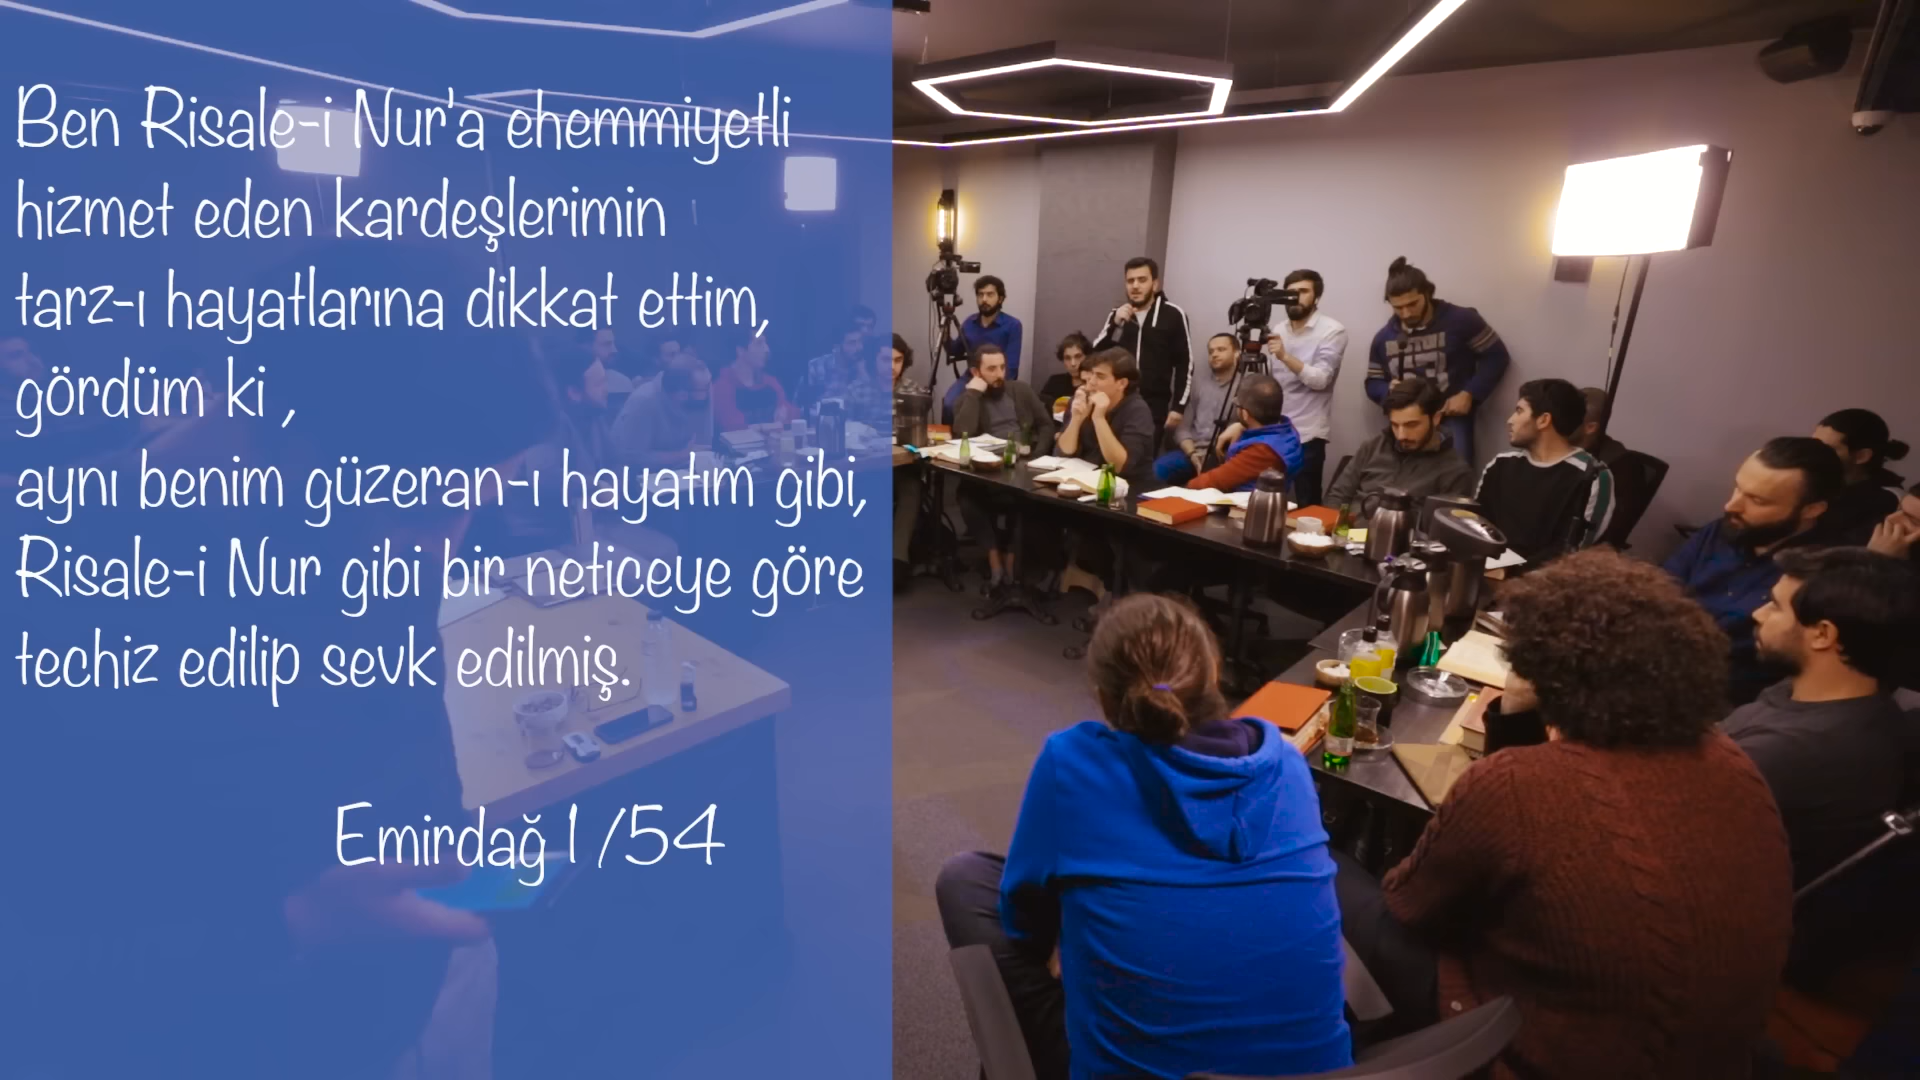 Ben Risale-i Nur'a ehemmiyetli
hizmet eden kardeşlerimin
tarz-ı hayatlarına dikkat ettim,
gördüm ki ,
aynı benim güzeran-ı hayatım gibi,
Risale-i Nur gibi bir neticeye göre
techiz edilip sevk edilmiş.
Emirdağ 1 /54